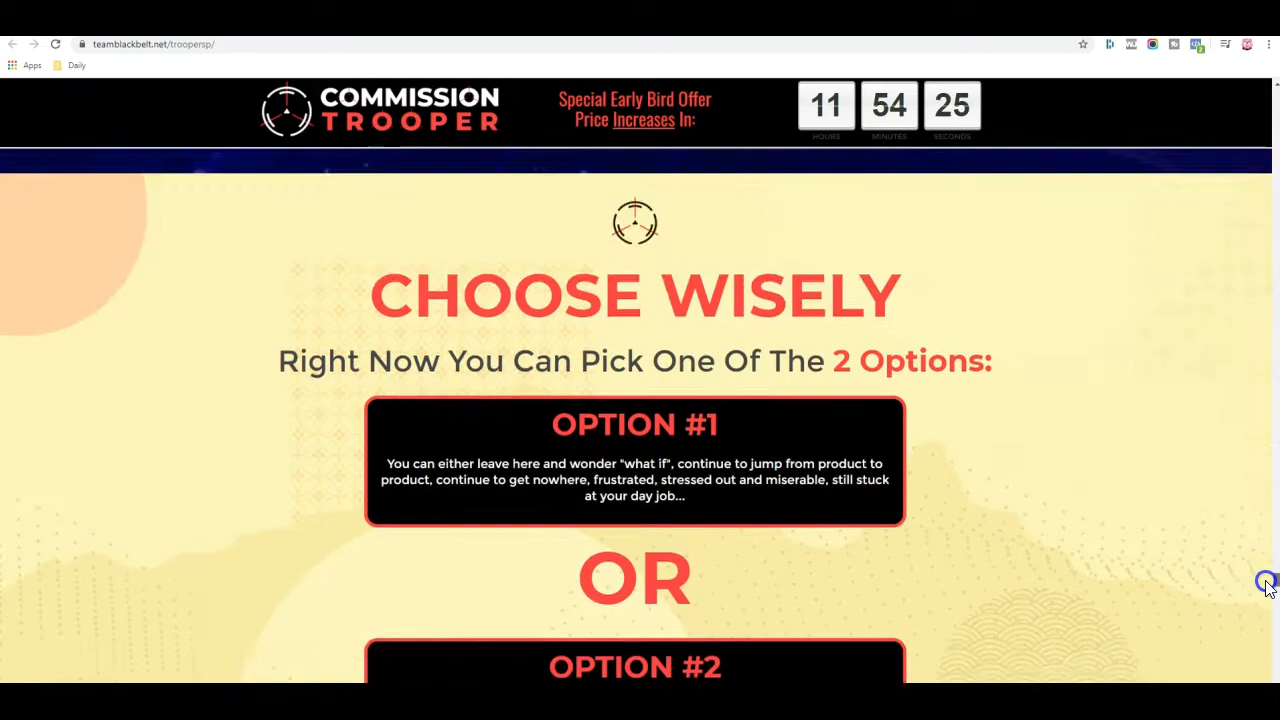 teamblackbelt.net/troopersp/
Apps
Daily
COMMISSION
TROOPER
Special Early Bird Offer
Price Increases In:
11
54
25
HOURS
MINUTES
SECONDS
CHOOSE WISELY
Right Now You Can Pick One Of The 2 Options:
OPTION #1
You can either leave here and wonder "what if", continue to jump from product to
product, continue to get nowhere, frustrated, stressed out and miserable, still stuck
at your day job...
OR
OPTION #2